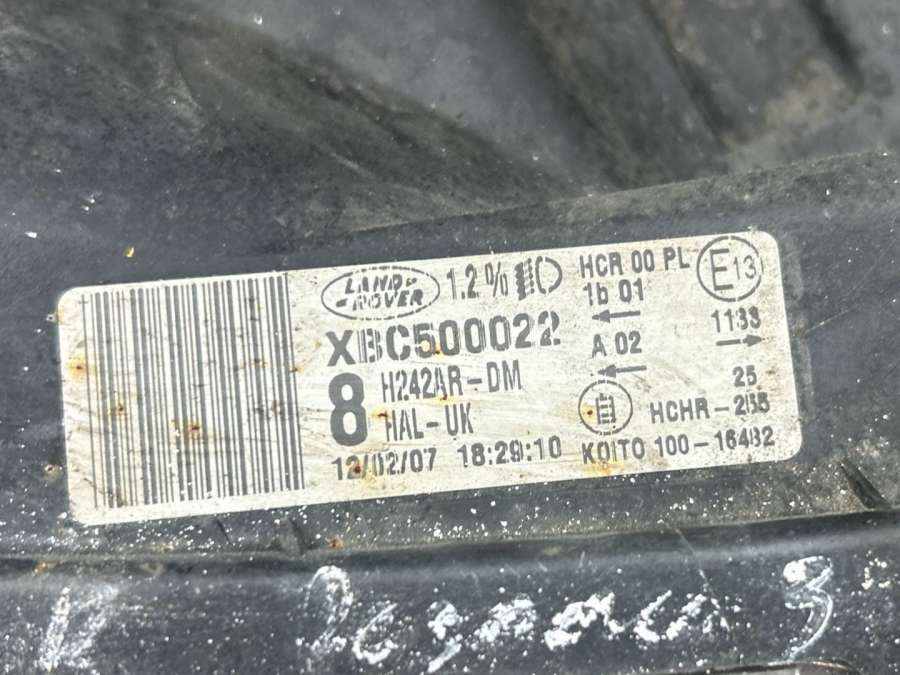 LAND ROVER 1.2% HCR 00 PL E13
1b 01
XBC500022 1133
A 02
H242AR-DM 25
8 HAL-UK HCHR-255
12/02/07 18:29:10 KOITO 100-16432